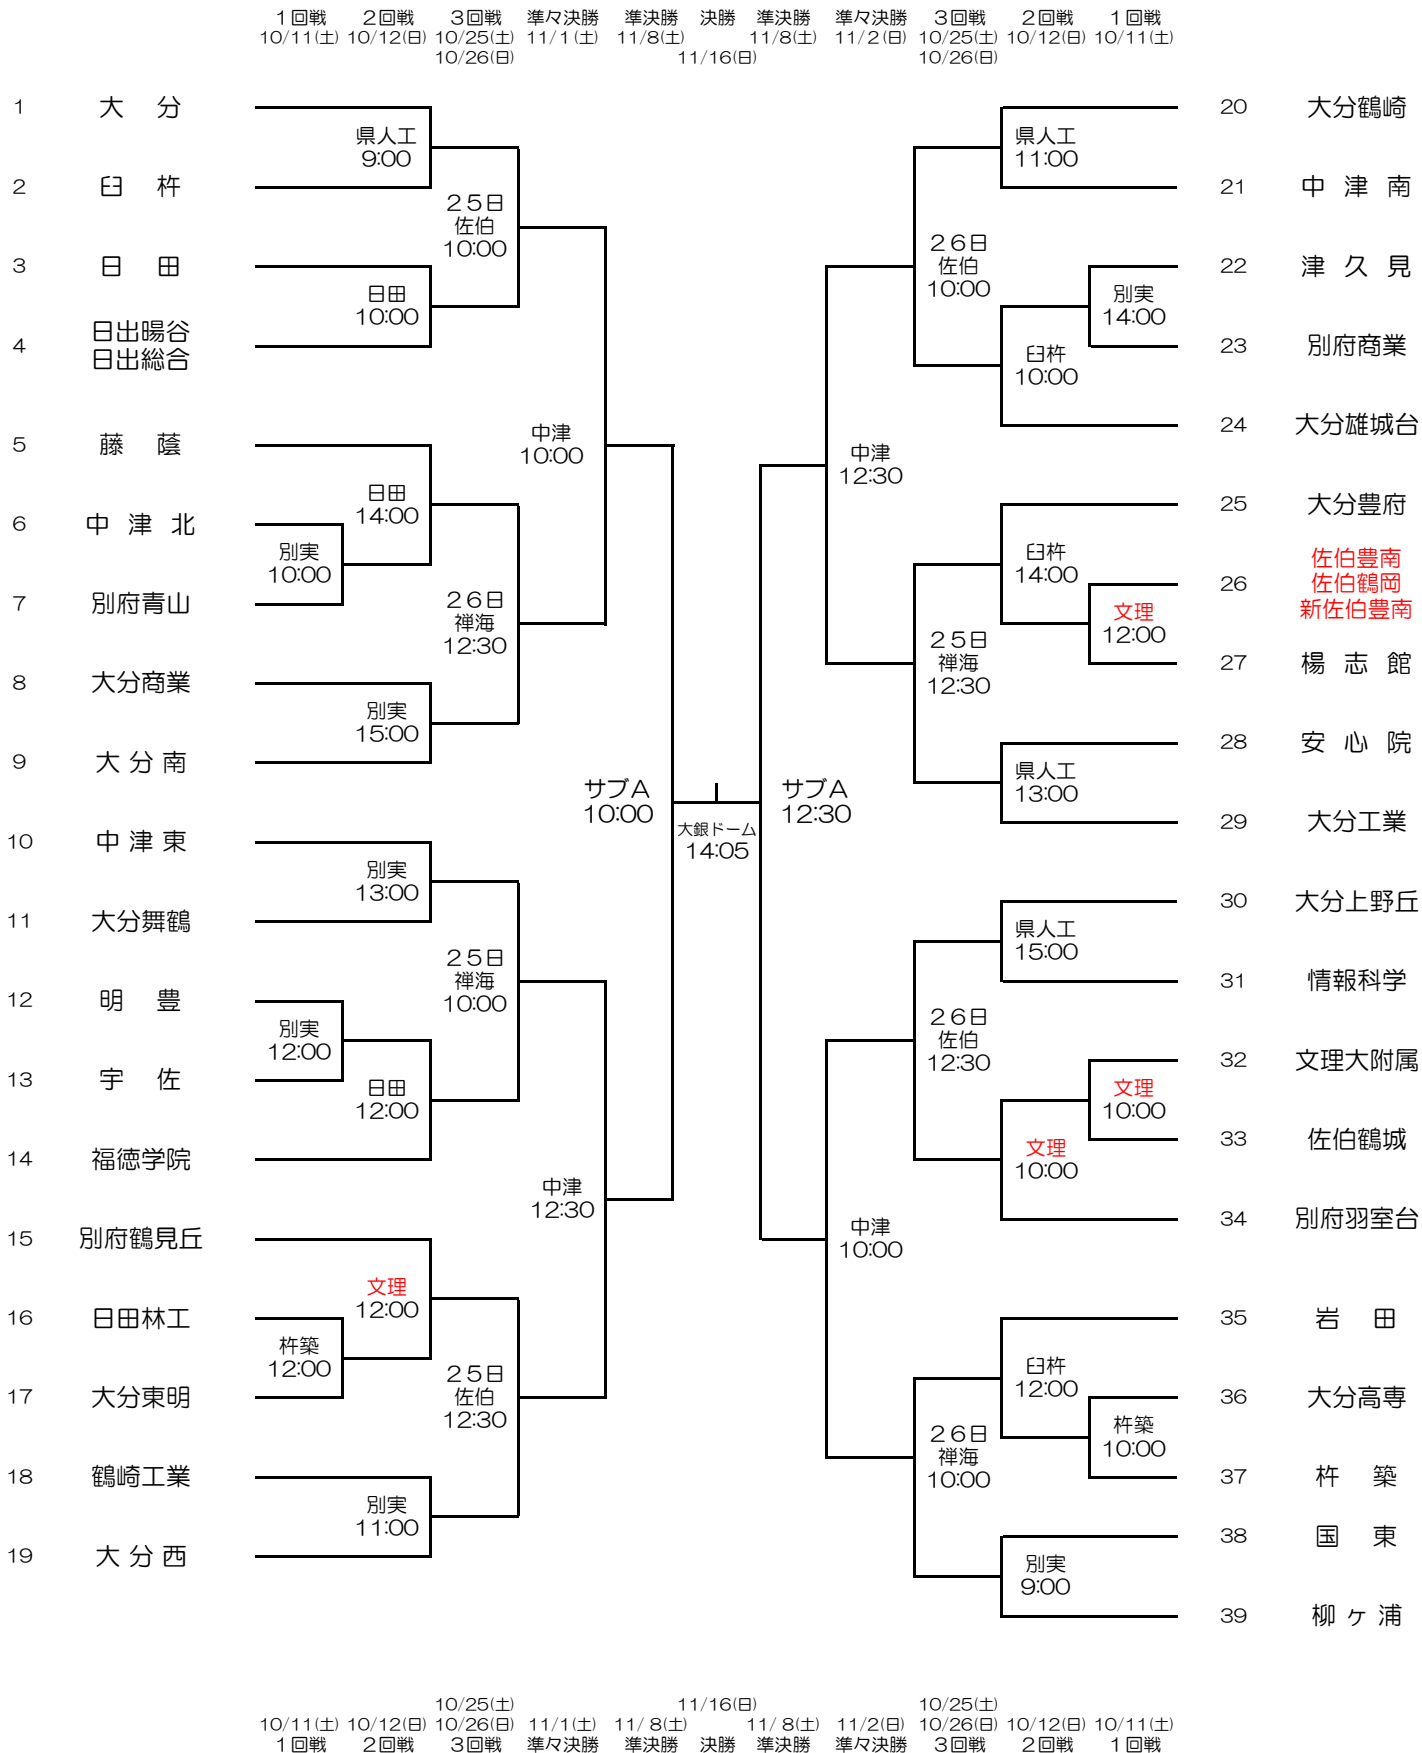 １回戦 ２回戦 ３回戦 準々決勝 準決勝 決勝 準決勝 準々決勝 ３回戦 ２回戦 １回戦
10/11(土) 10/12(日) 10/25(土) 11/1(土) 11/8(土) 11/8(土) 11/2(日) 10/25(土) 10/12(日) 10/11(土)
10/26(日) 11/16(日) 10/26(日)
1 大 分
県人工
9:00
2 臼 杵
２５日
佐伯
10:00
3 日 田
日田
10:00
4 日出暘谷
日出総合
中津
10:00
5 藤 蔭
日田
14:00
6 中 津 北
別実
10:00
7 別府青山
２６日
禅海
12:30
8 大分商業
別実
15:00
9 大 分 南
サブA
10:00
10 中 津 東
別実
13:00
11 大分舞鶴
２５日
禅海
10:00
12 明 豊
別実
12:00
13 宇 佐
日田
12:00
14 福徳学院
中津
12:30
15 別府鶴見丘
文理
12:00
16 日田林工
杵築
12:00
17 大分東明
２５日
佐伯
12:30
18 鶴崎工業
別実
11:00
19 大 分 西
大銀ドーム
14:05
サブA
12:30
20 大分鶴崎
県人工
11:00
21 中 津 南
２６日
佐伯
10:00
22 津 久 見
別実
14:00
23 別府商業
臼杵
10:00
24 大分雄城台
中津
12:30
25 大分豊府
臼杵
14:00
佐伯豊南
26 佐伯鶴岡
新佐伯豊南
文理
12:00
27 楊 志 館
２５日
禅海
12:30
28 安 心 院
県人工
13:00
29 大分工業
30 大分上野丘
県人工
15:00
31 情報科学
２６日
佐伯
12:30
32 文理大附属
文理
10:00
33 佐伯鶴城
文理
10:00
34 別府羽室台
中津
10:00
35 岩 田
臼杵
12:00
36 大分高専
杵築
10:00
37 杵 築
２６日
禅海
10:00
38 国 東
別実
9:00
39 柳 ヶ 浦
10/25(土) 11/16(日) 10/25(土)
10/11(土) 10/12(日) 10/26(日) 11/1(土) 11/ 8(土) 11/ 8(土) 11/2(日) 10/26(日) 10/12(日) 10/11(土)
１回戦 ２回戦 ３回戦 準々決勝 準決勝 決勝 準決勝 準々決勝 ３回戦 ２回戦 １回戦